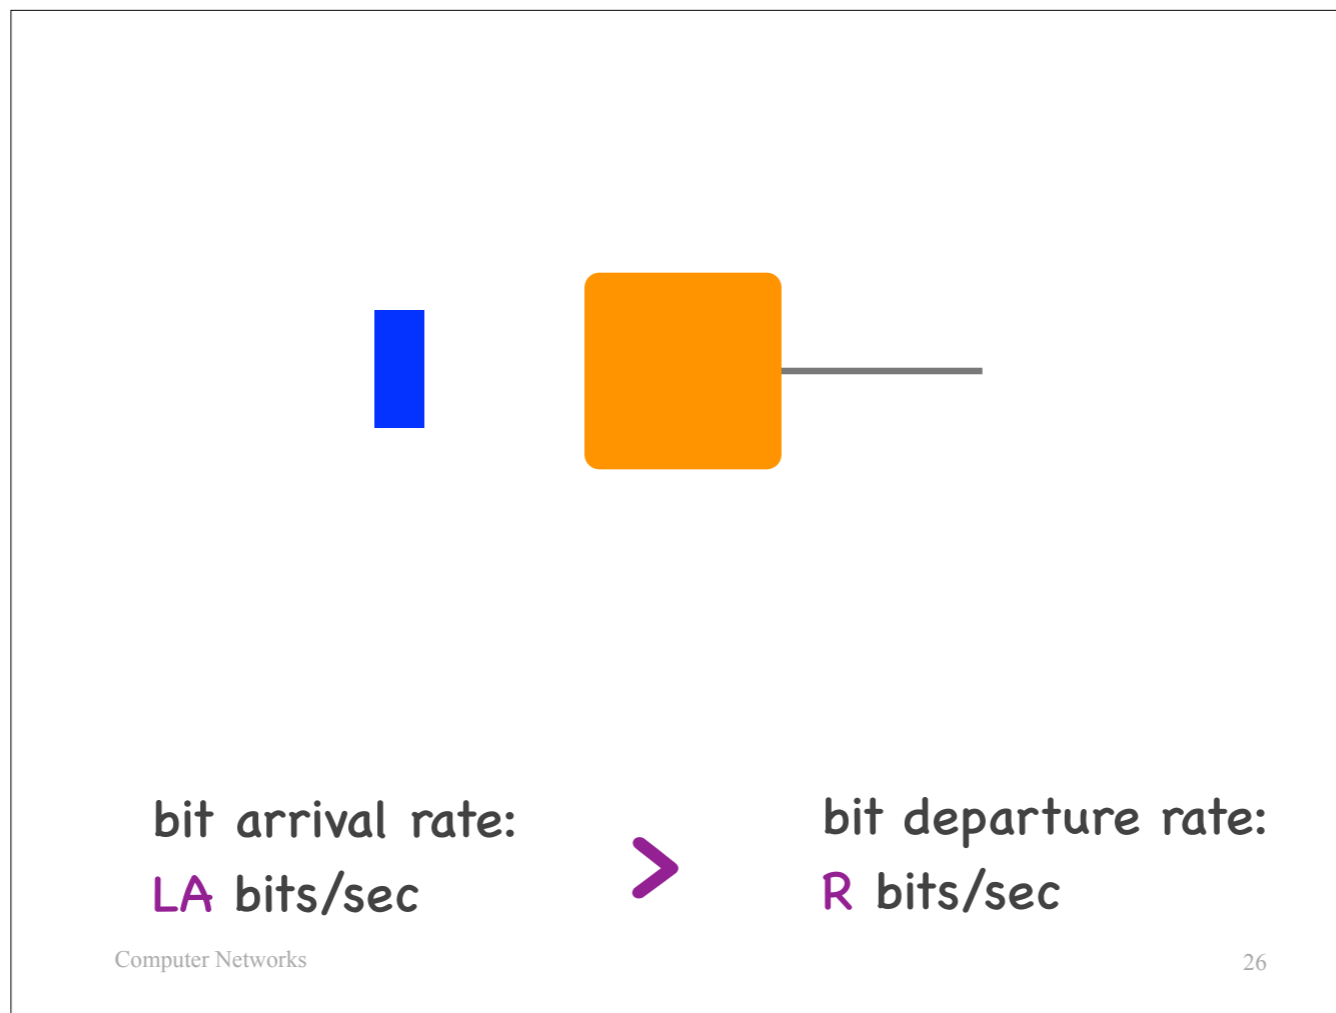 bit arrival rate:
LA bits/sec
>
bit departure rate:
R bits/sec
Computer Networks
26